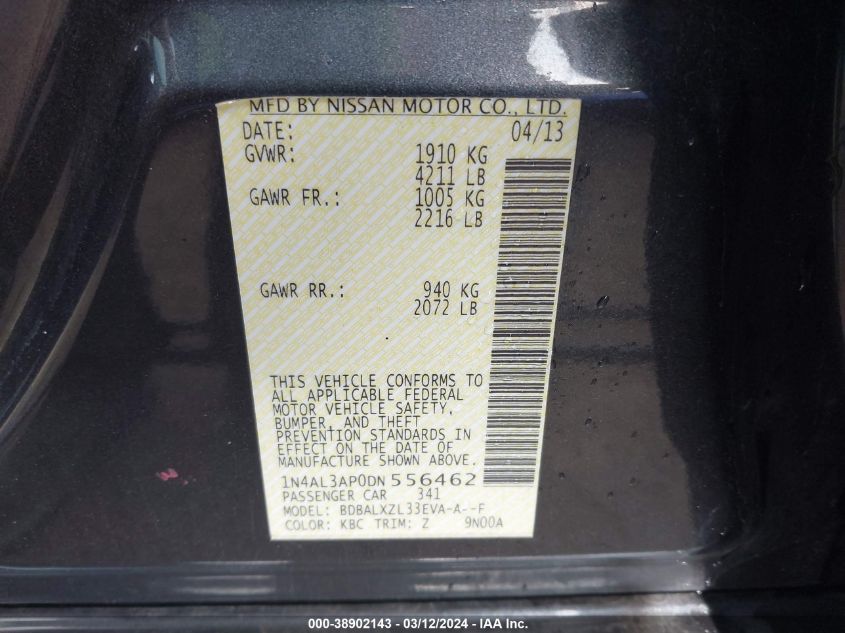 MFD BY NISSAN MOTOR CO., LTD.
DATE: 04/13
GVWR: 1910 KG
4211 LB
GAWR FR.: 1005 KG
2216 LB
GAWR RR.: 940 KG
2072 LB
THIS VEHICLE CONFORMS TO
ALL APPLICABLE FEDERAL
MOTOR VEHICLE SAFETY,
BUMPER, AND THEFT
PREVENTION STANDARDS IN
EFFECT ON THE DATE OF
MANUFACTURE SHOWN ABOVE.
1N4AL3AP0DN 556462
PASSENGER CAR 341
MODEL: BDBALXZL33EVA-A--F
COLOR: KBC TRIM: Z 9N00A
000-38902143 - 03/12/2024 - IAA Inc.